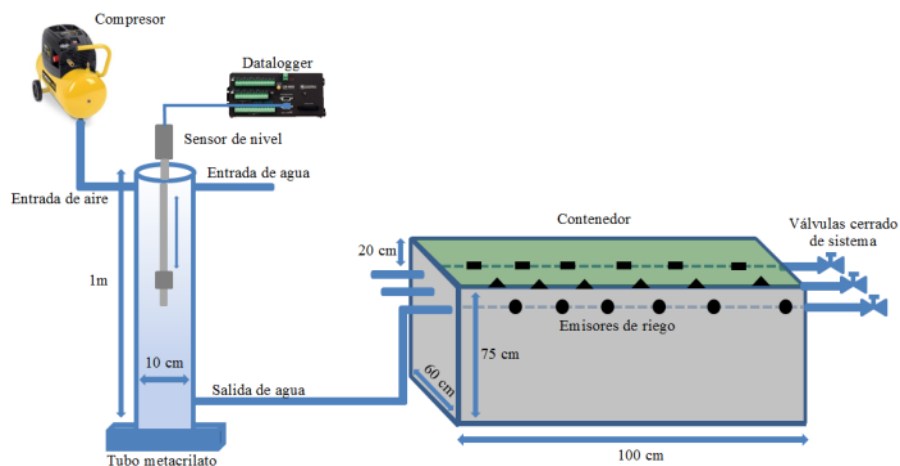 Compresor
Datalogger
Sensor de nivel
Entrada de agua
Entrada de aire
1m
10 cm
Salida de agua
Tubo metacrilato
Contenedor
20 cm
Válvulas cerrado
de sistema
Emisores de riego
75 cm
60 cm
100 cm